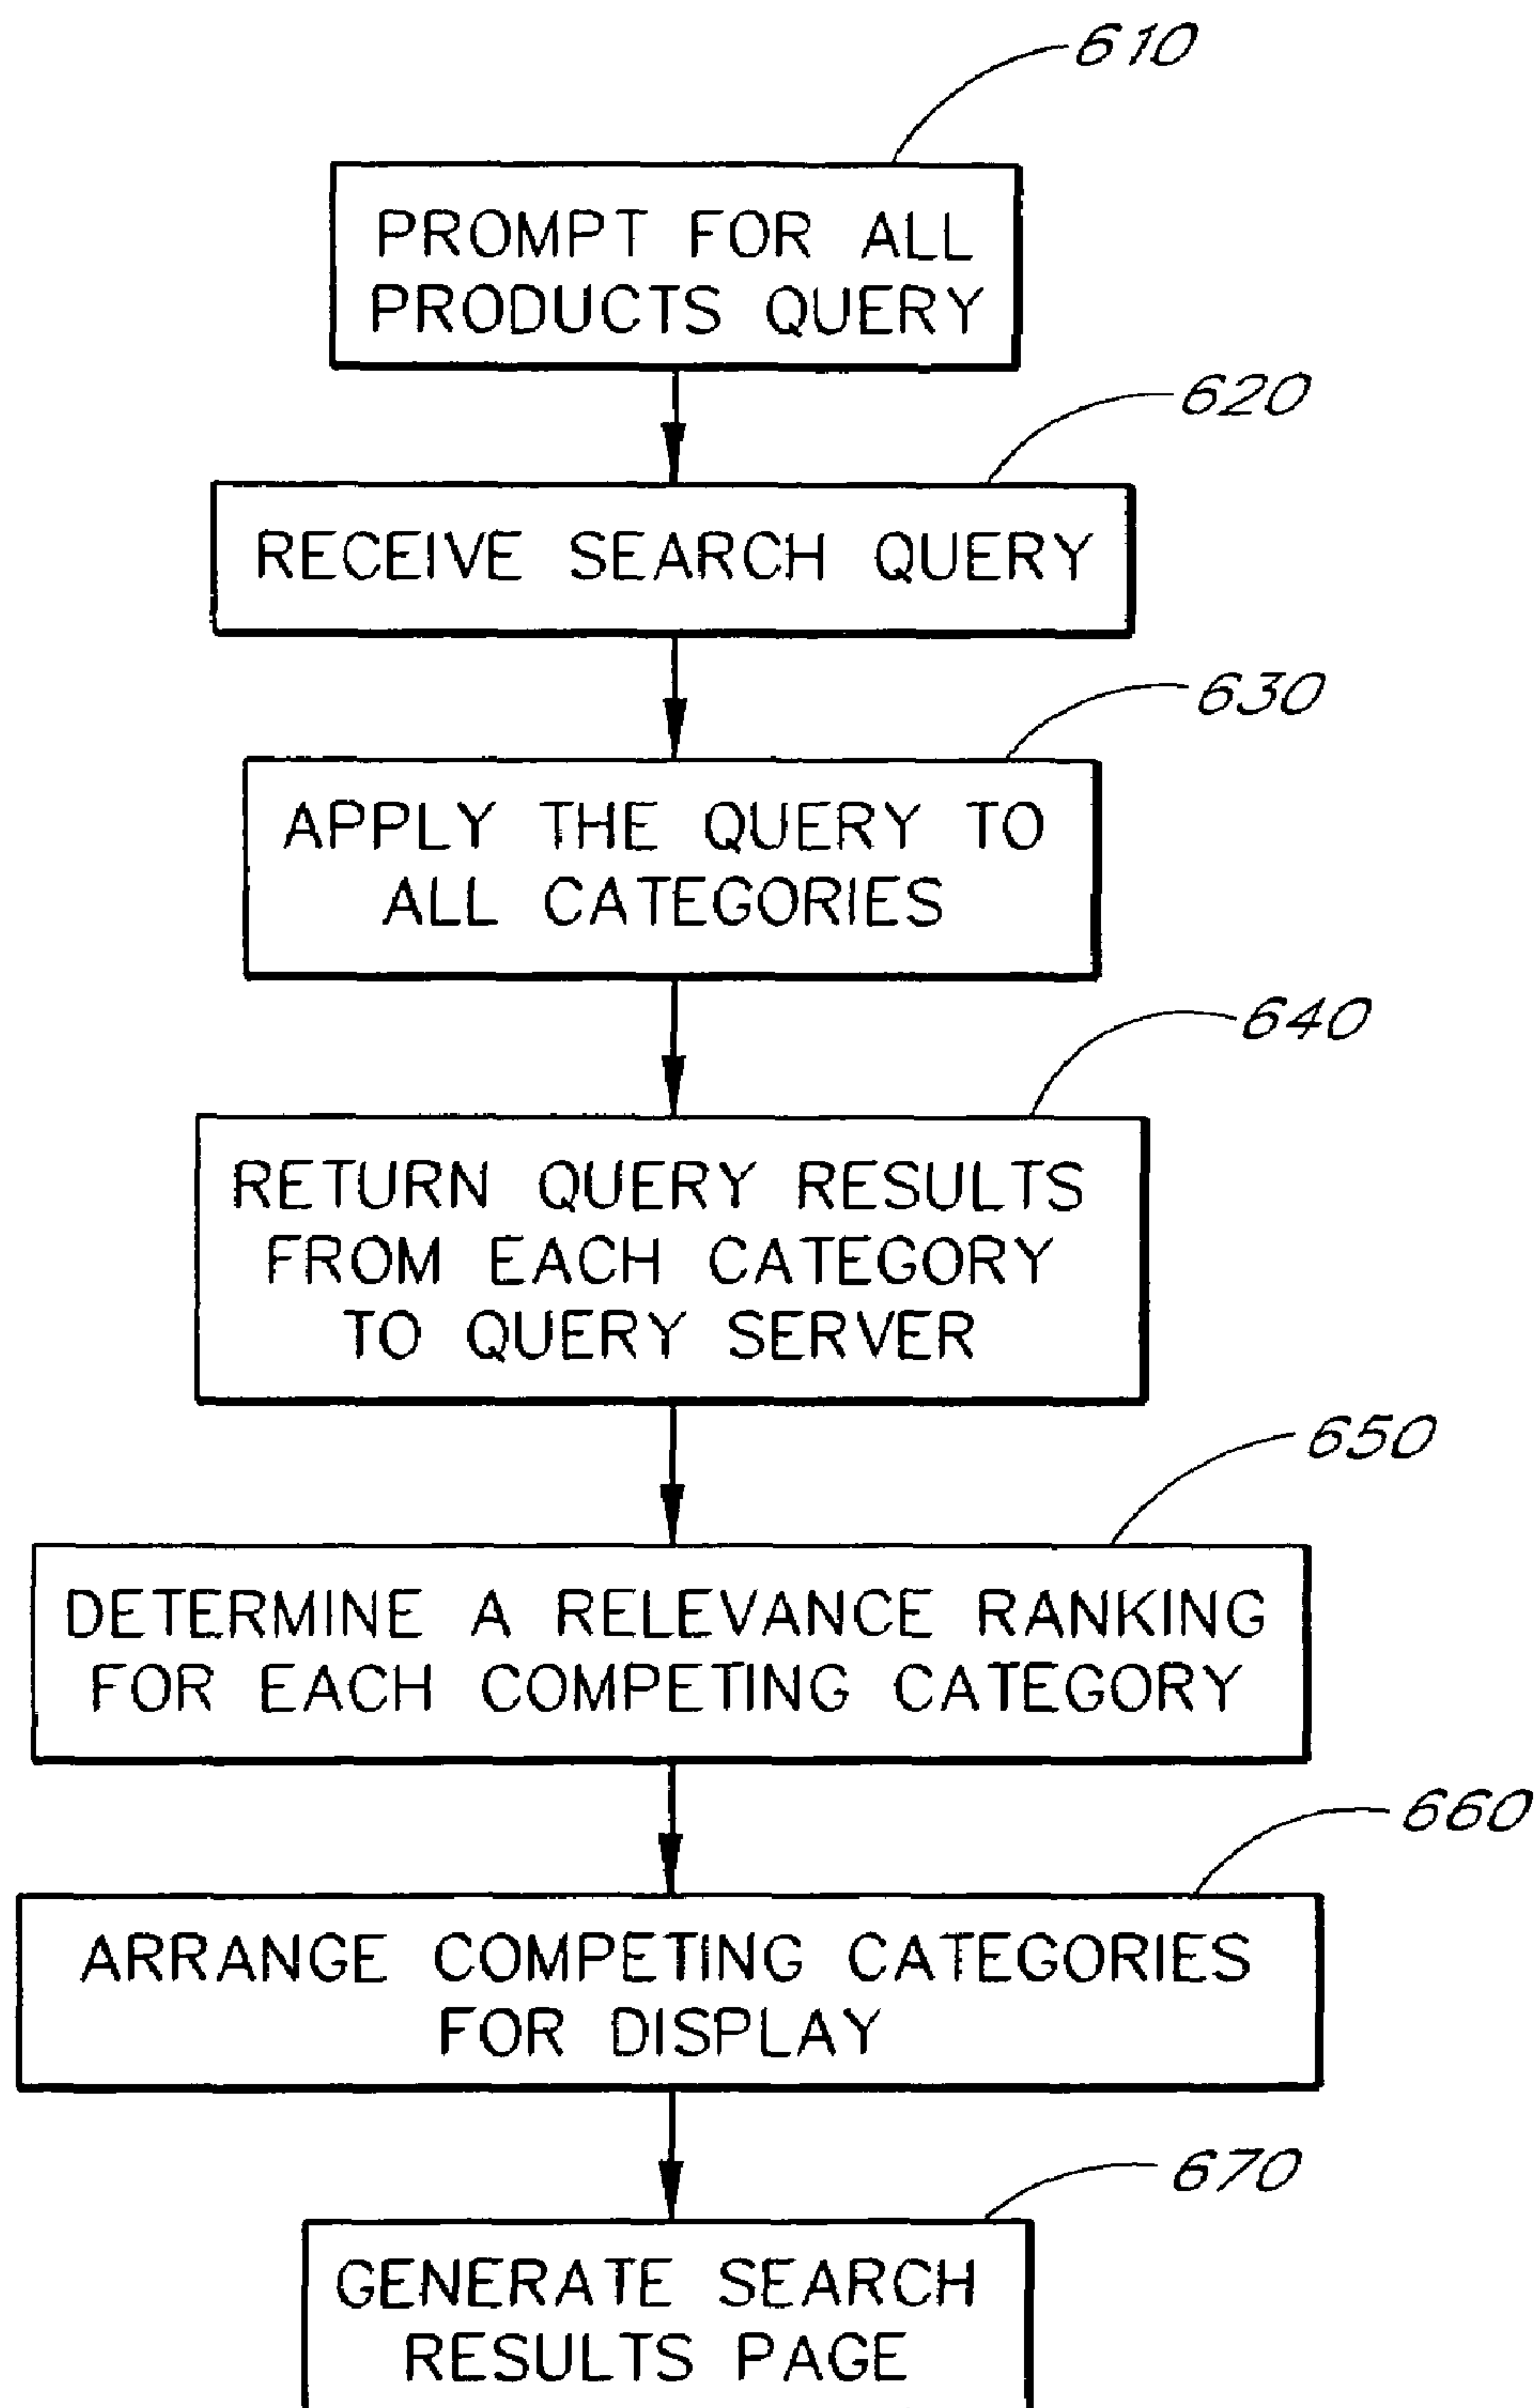 610
PROMPT FOR ALL
PRODUCTS QUERY
620
RECEIVE SEARCH QUERY
630
APPLY THE QUERY TO
ALL CATEGORIES
640
RETURN QUERY RESULTS
FROM EACH CATEGORY
TO QUERY SERVER
650
DETERMINE A RELEVANCE RANKING
FOR EACH COMPETING CATEGORY
660
ARRANGE COMPETING CATEGORIES
FOR DISPLAY
670
GENERATE SEARCH
RESULTS PAGE